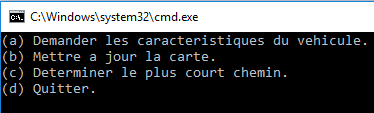 C:\Windows\system32\cmd.exe
(a) Demander les caracteristiques du vehicule.
(b) Mettre a jour la carte.
(c) Determiner le plus court chemin.
(d) Quitter.